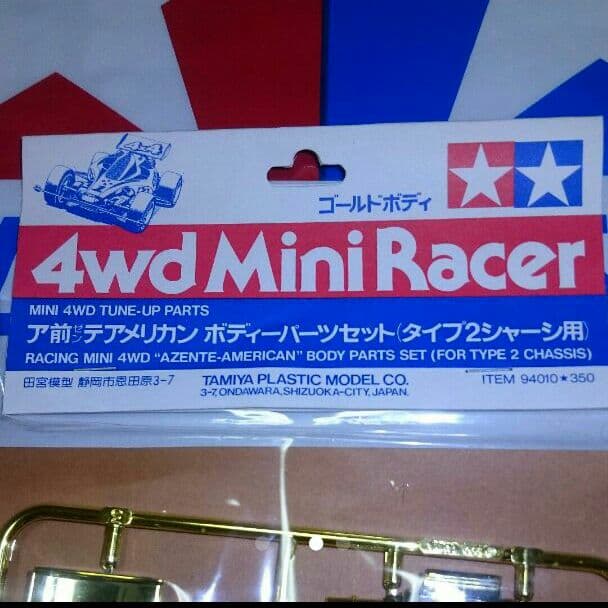 ゴールドボディ
4wd Mini Racer
MINI 4WD TUNE-UP PARTS
ア前ゼンテアメリカン ボディーパーツセット(タイプ2シャーシ用)
RACING MINI 4WD "AZENTE-AMERICAN" BODY PARTS SET (FOR TYPE 2 CHASSIS)
田宮模型 静岡市恩田原3-7
TAMIYA PLASTIC MODEL CO.
3-7, ONDAWARA, SHIZUOKA-CITY, JAPAN.
ITEM 94010★350